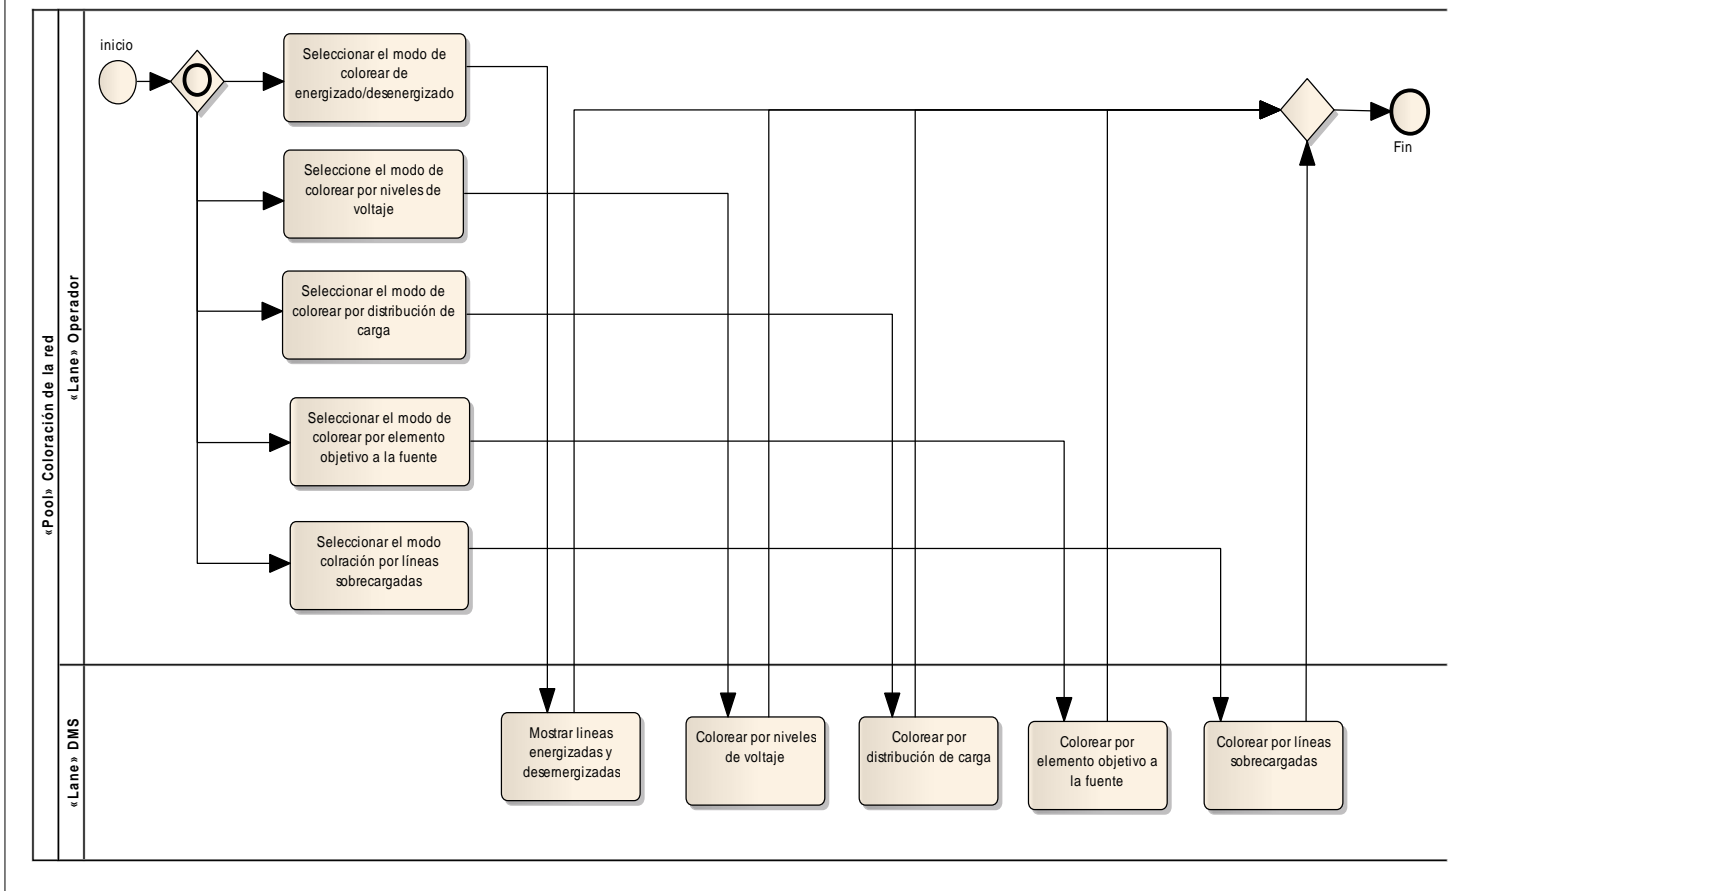 inicio
Seleccionar el modo de
colorear de
energizado/desenergizado
Seleccione el modo de
colorear por niveles de
voltaje
Seleccionar el modo de
colorear por distribución de
carga
Seleccionar el modo de
colorear por elemento
objetivo a la fuente
Seleccionar el modo
colración por líneas
sobrecargadas
Fin
«Pool» Coloración de la red
«Lane» Operador
«Lane» DMS
Mostrar lineas
energizadas y
desernergizadas
Colorear por niveles
de voltaje
Colorear por
distribución de carga
Colorear por
elemento objetivo a
la fuente
Colorear por líneas
sobrecargadas